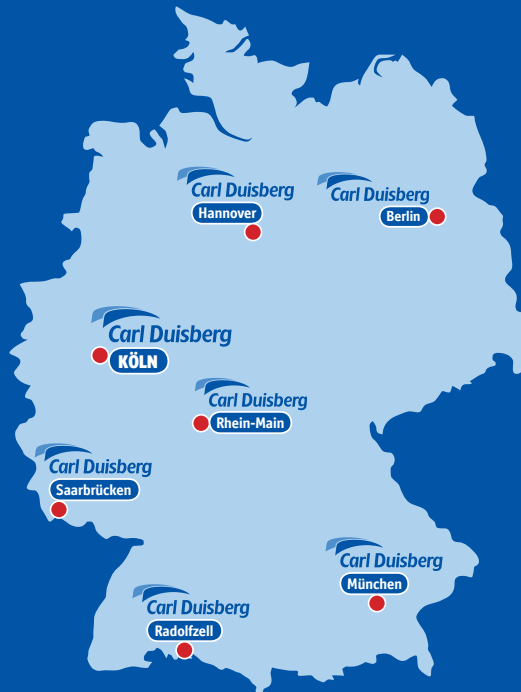 Carl Duisberg
Hannover
Carl Duisberg
Berlin
Carl Duisberg
KÖLN
Carl Duisberg
Rhein-Main
Carl Duisberg
Saarbrücken
Carl Duisberg
München
Carl Duisberg
Radolfzell